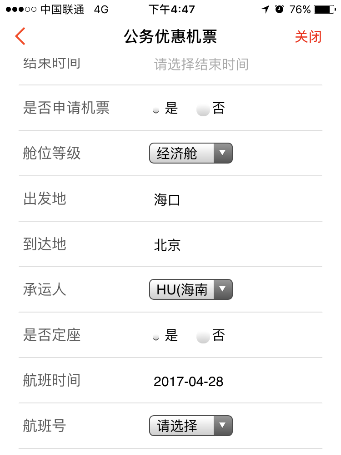 中国联通 4G 下午4:47 76%
公务优惠机票 关闭
结束时间 请选择结束时间
是否申请机票 是 否
舱位等级 经济舱
出发地 海口
到达地 北京
承运人 HU(海南
是否定座 是 否
航班时间 2017-04-28
航班号 请选择